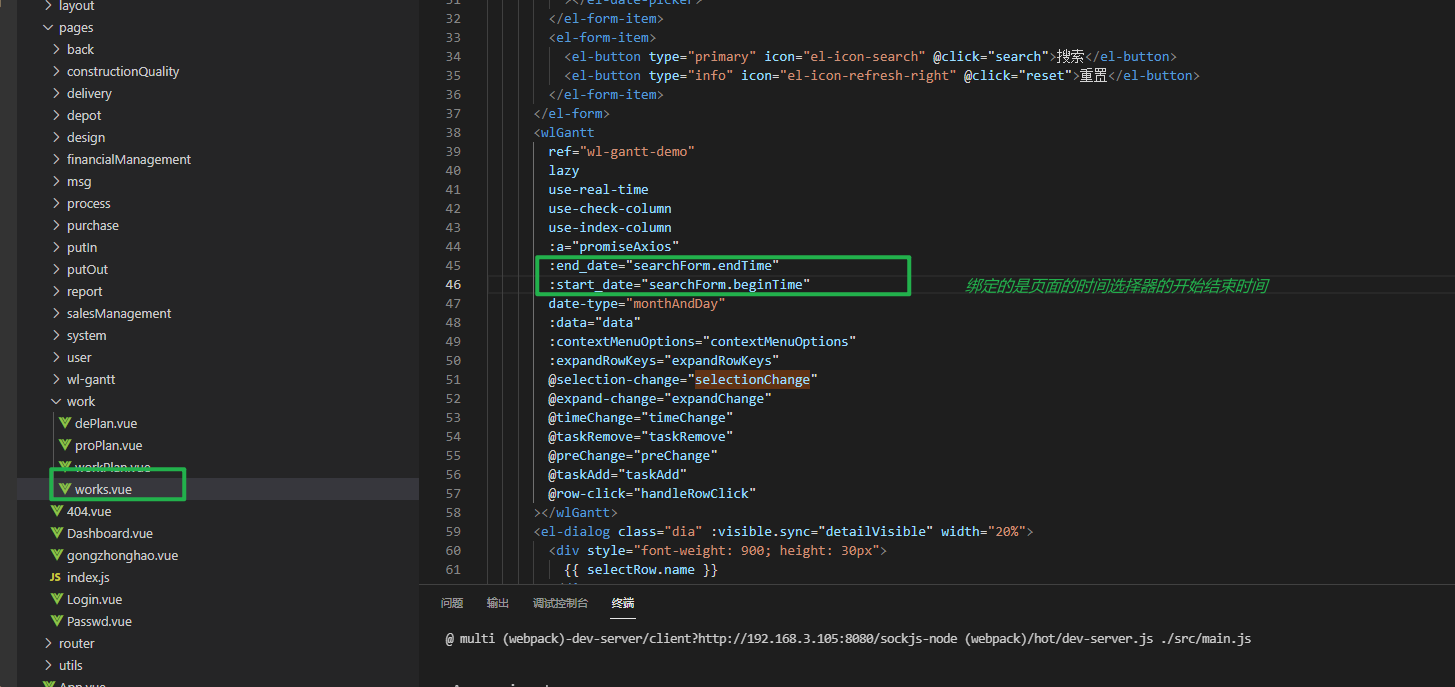 layout
pages
back
constructionQuality
delivery
depot
design
financialManagement
msg
process
purchase
putIn
putOut
report
salesManagement
system
user
wl-gantt
work
dePlan.vue
proPlan.vue
workPlan.vue
works.vue
404.vue
Dashboard.vue
gongzhonghao.vue
JS index.js
Login.vue
Passwd.vue
router
utils
App.vue
31 ></el-date-picker>
32 </el-form-item>
33 <el-form-item>
34 <el-button type="primary" icon="el-icon-search" @click="search">搜索</el-button>
35 <el-button type="info" icon="el-icon-refresh-right" @click="reset">重置</el-button>
36 </el-form-item>
37 </el-form>
38 <wlGantt
39 ref="wl-gantt-demo"
40 lazy
41 use-real-time
42 use-check-column
43 use-index-column
44 :a="promiseAxios"
45 :end_date="searchForm.endTime"
46 :start_date="searchForm.beginTime" 绑定的是页面的时间选择器的开始结束时间
47 date-type="monthAndDay"
48 :data="data"
49 :contextMenuOptions="contextMenuOptions"
50 :expandRowKeys="expandRowKeys"
51 @selection-change="selectionChange"
52 @expand-change="expandChange"
53 @timeChange="timeChange"
54 @taskRemove="taskRemove"
55 @preChange="preChange"
56 @taskAdd="taskAdd"
57 @row-click="handleRowClick"
58 ></wlGantt>
59 <el-dialog class="dia" :visible.sync="detailVisible" width="20%">
60 <div style="font-weight: 900; height: 30px">
61 {{ selectRow.name }}
问题 输出 调试控制台 终端
@ multi (webpack)-dev-server/client?http://192.168.3.105:8080/sockjs-node (webpack)/hot/dev-server.js ./src/main.js